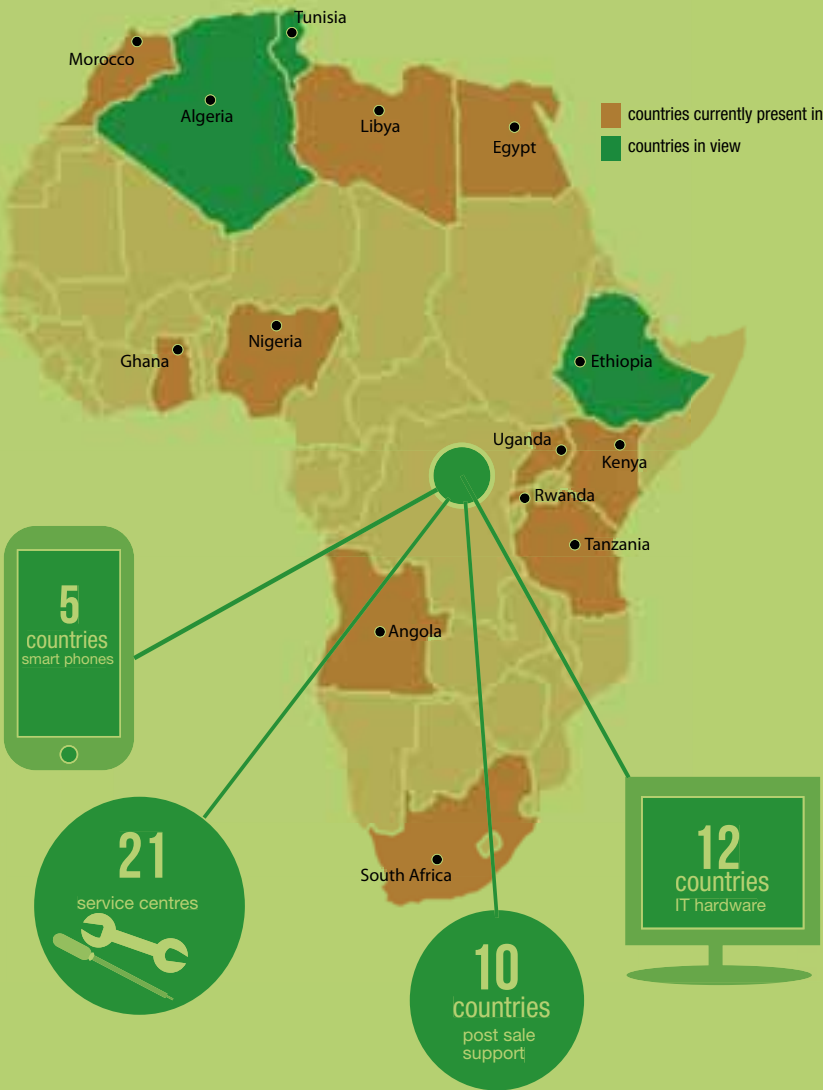 Tunisia
Morocco
Algeria
Libya
Egypt
countries currently present in
countries in view
Ghana
Nigeria
Ethiopia
Uganda
Kenya
Rwanda
Tanzania
Angola
South Africa
5
countries
smart phones
21
service centres
10
countries
post sale
support
12
countries
IT hardware